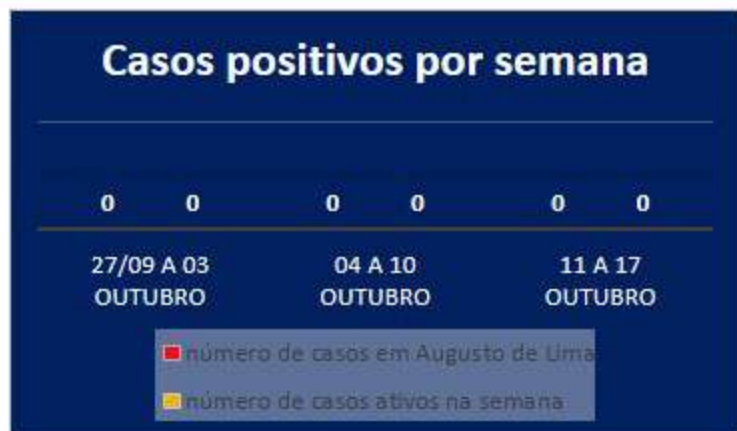 Casos positivos por semana
0 0 0 0 0 0
27/09 A 03 04 A 10 11 A 17
OUTUBRO OUTUBRO OUTUBRO
número de casos em Augusto de Lima
número de casos ativos na semana